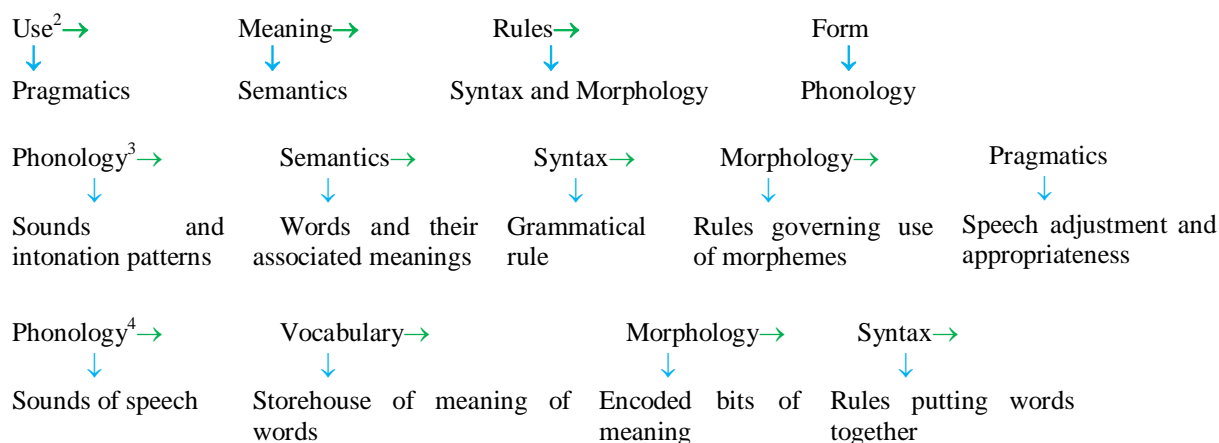 Use2→ Meaning→ Rules→ Form
↓ ↓ ↓ ↓
Pragmatics Semantics Syntax and Morphology Phonology
Phonology3→ Semantics→ Syntax→ Morphology→ Pragmatics
↓ ↓ ↓ ↓ ↓
Sounds and Words and their Grammatical Rules governing use Speech adjustment and
intonation patterns associated meanings rule of morphemes appropriateness
Phonology4→ Vocabulary→ Morphology→ Syntax→
↓ ↓ ↓ ↓
Sounds of speech Storehouse of meaning of Encoded bits of Rules putting words
words meaning together